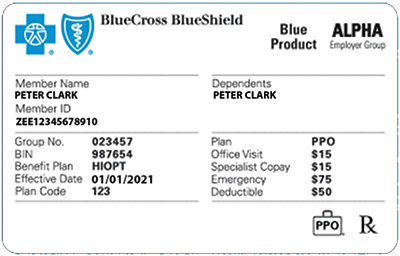 BlueCross BlueShield
Blue Product
ALPHA
Employer Group
Member Name
PETER CLARK
Member ID
ZEE12345678910
Dependents
PETER CLARK
Group No. 023457
BIN 987654
Benefit Plan HIOPT
Effective Date 01/01/2021
Plan Code 123
Plan PPO
Office Visit $15
Specialist Copay $15
Emergency $75
Deductible $50
PPO
Rx